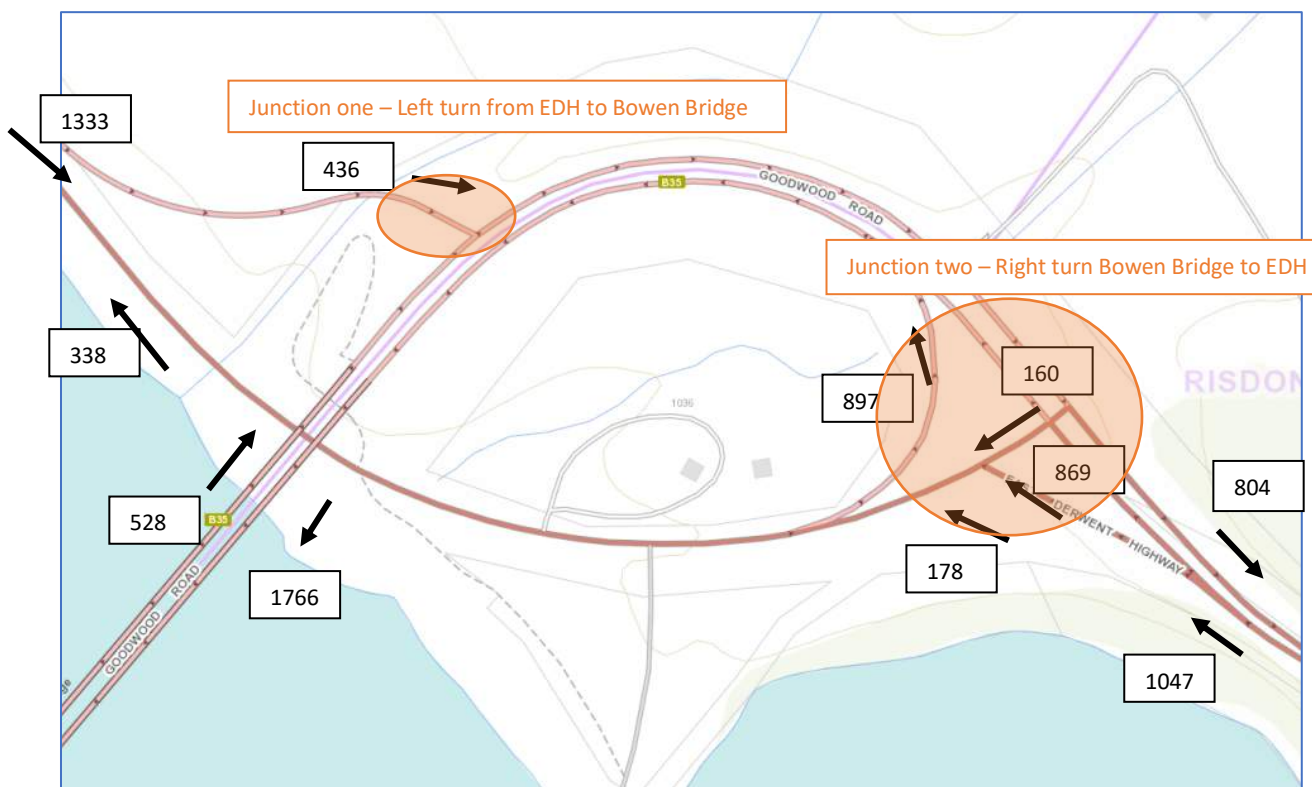 Junction one – Left turn from EDH to Bowen Bridge
1333
436
B35
GOODWOOD ROAD
Junction two – Right turn Bowen Bridge to EDH
338
160
RISDON
897
1036
869
804
528
B35
DERWENT HIGHWAY
178
1766
GOODWOOD ROAD
1047